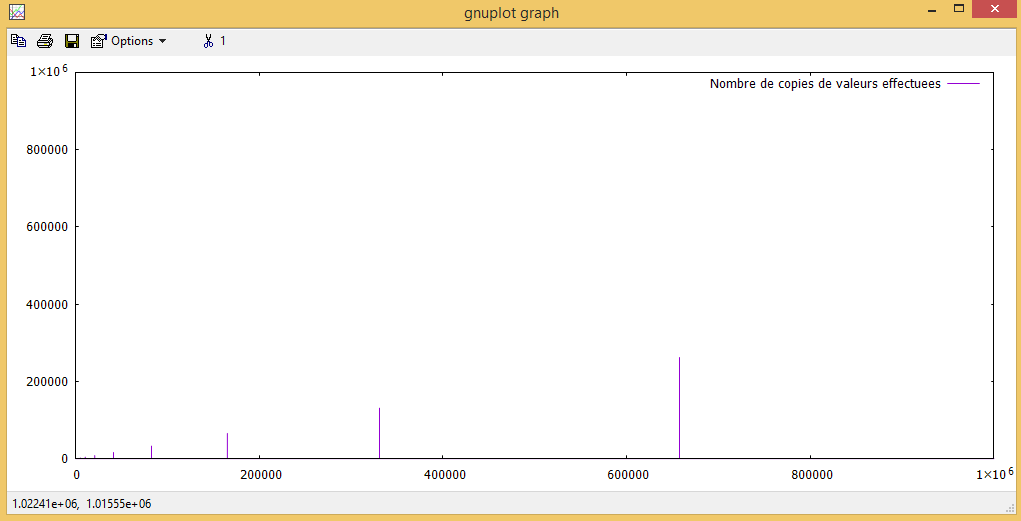 gnuplot graph
Options 1
1×10⁶
Nombre de copies de valeurs effectuees
800000
600000
400000
200000
0
0 200000 400000 600000 800000 1×10⁶
1.02241e+06, 1.01555e+06